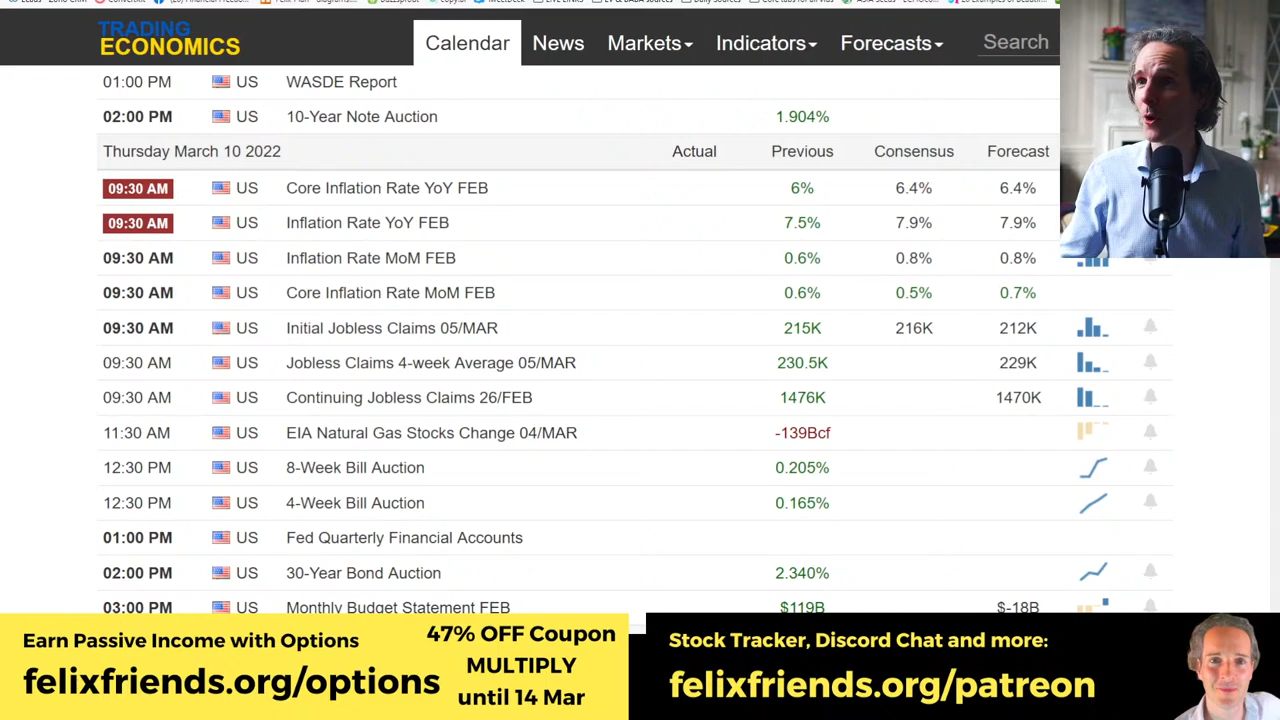 TRADING
ECONOMICS
Calendar News Markets Indicators Forecasts Search
01:00 PM US WASDE Report
02:00 PM US 10-Year Note Auction 1.904%
Thursday March 10 2022 Actual Previous Consensus Forecast
09:30 AM US Core Inflation Rate YoY FEB 6% 6.4% 6.4%
09:30 AM US Inflation Rate YoY FEB 7.5% 7.9% 7.9%
09:30 AM US Inflation Rate MoM FEB 0.6% 0.8% 0.8%
09:30 AM US Core Inflation Rate MoM FEB 0.6% 0.5% 0.7%
09:30 AM US Initial Jobless Claims 05/MAR 215K 216K 212K
09:30 AM US Jobless Claims 4-week Average 05/MAR 230.5K 229K
09:30 AM US Continuing Jobless Claims 26/FEB 1476K 1470K
11:30 AM US EIA Natural Gas Stocks Change 04/MAR -139Bcf
12:30 PM US 8-Week Bill Auction 0.205%
12:30 PM US 4-Week Bill Auction 0.165%
01:00 PM US Fed Quarterly Financial Accounts
02:00 PM US 30-Year Bond Auction 2.340%
03:00 PM US Monthly Budget Statement FEB $119B $-18B
Earn Passive Income with Options
felixfriends.org/options
47% OFF Coupon
MULTIPLY
until 14 Mar
Stock Tracker, Discord Chat and more:
felixfriends.org/patreon